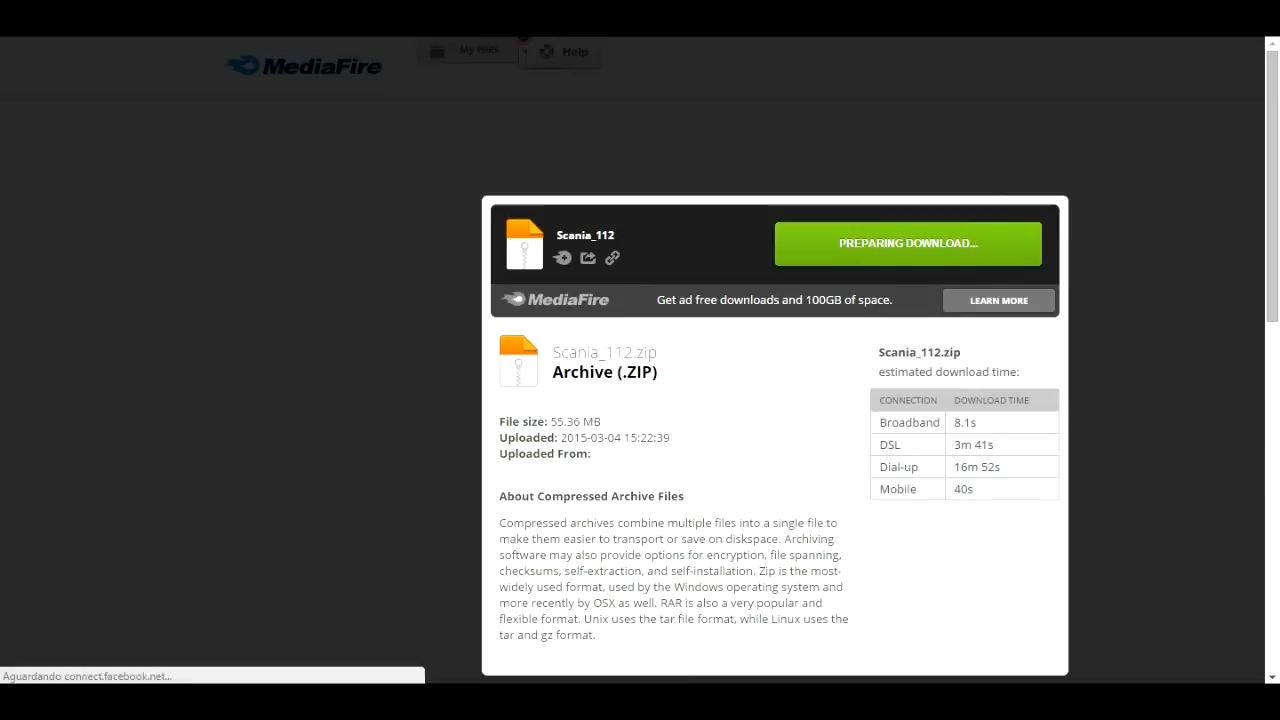 MediaFire
My Files
Help
Scania_112
PREPARING DOWNLOAD...
MediaFire
Get ad free downloads and 100GB of space.
LEARN MORE
Scania_112.zip
Archive (.ZIP)
File size: 55.36 MB
Uploaded: 2015-03-04 15:22:39
Uploaded From:
About Compressed Archive Files
Compressed archives combine multiple files into a single file to
make them easier to transport or save on diskspace. Archiving
software may also provide options for encryption, file spanning,
checksums, self-extraction, and self-installation. Zip is the most-
widely used format, used by the Windows operating system and
more recently by OSX as well. RAR is also a very popular and
flexible format. Unix uses the tar file format, while Linux uses the
tar and gz format.
Scania_112.zip
estimated download time:
CONNECTION DOWNLOAD TIME
Broadband 8.1s
DSL 3m 41s
Dial-up 16m 52s
Mobile 40s
Aguardando connect.facebook.net...